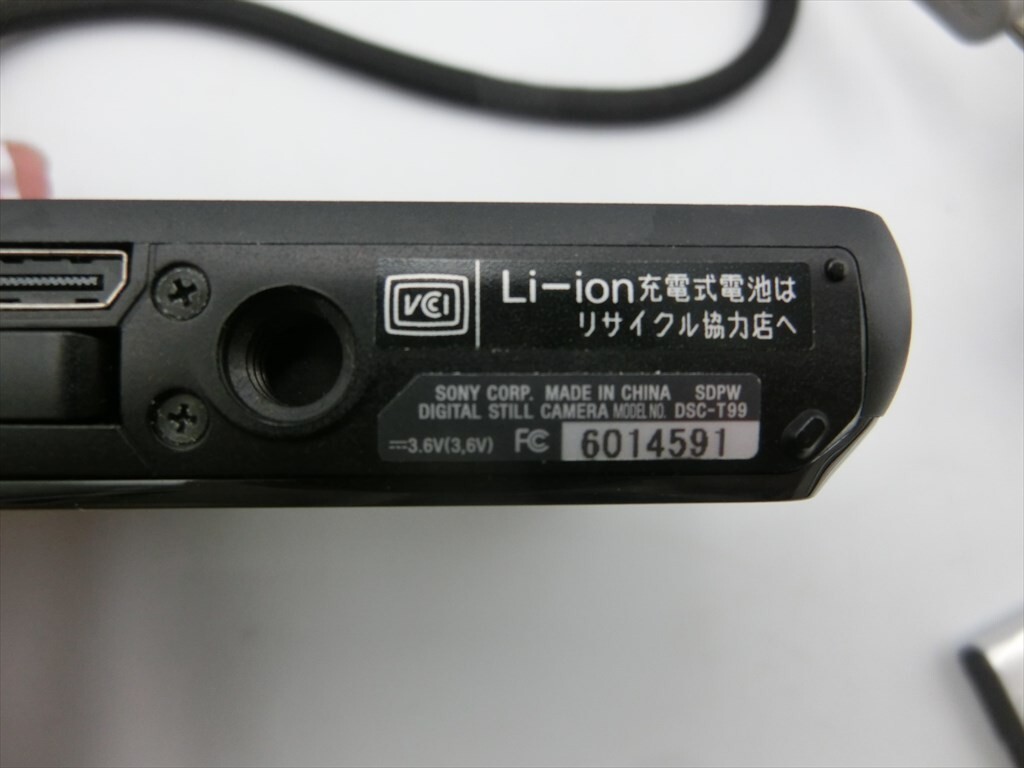 VCI
Li-ion充電式電池は
リサイクル協力店へ
SONY CORP. MADE IN CHINA SDPW
DIGITAL STILL CAMERA MODEL NO. DSC-T99
⎓3.6V(3,6V) FC 6014591